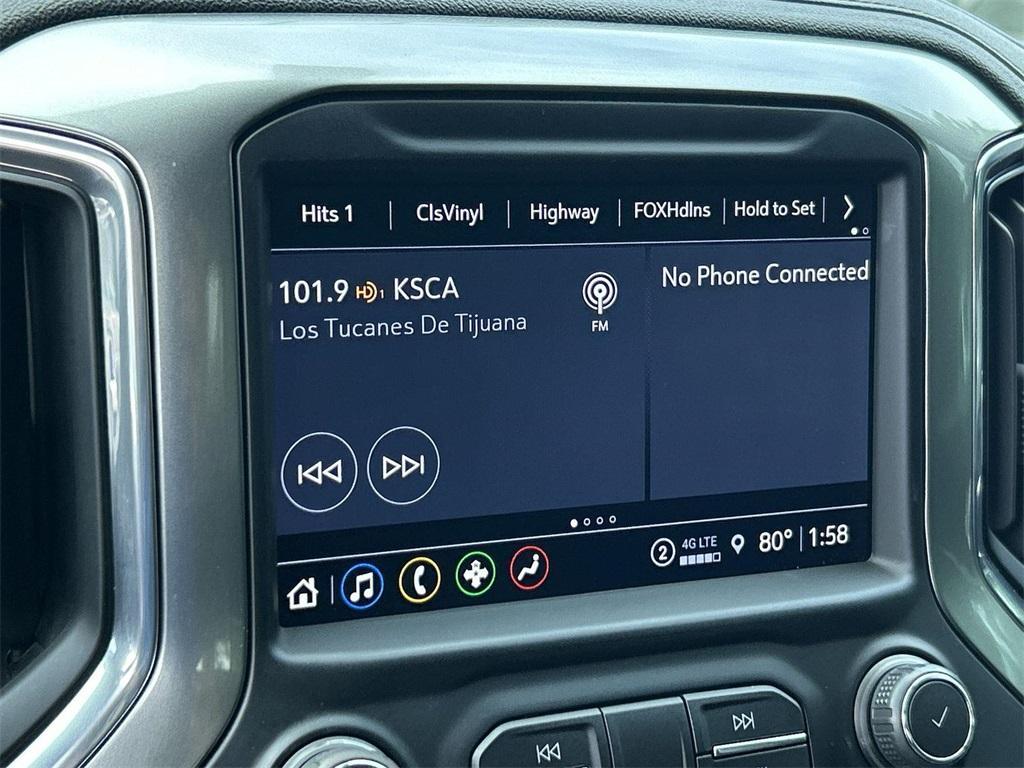 Hits 1 ClsVinyl Highway FOXHdlns Hold to Set
101.9 HD1 KSCA
Los Tucanes De Tijuana
FM
No Phone Connected
2 4G LTE 80° 1:58